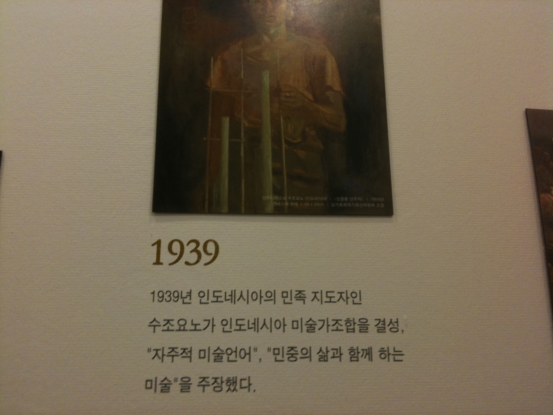 1939
1939년 인도네시아의 민족 지도자인
수조요노가 인도네시아 미술가조합을 결성,
"자주적 미술언어", "민중의 삶과 함께 하는
미술"을 주장했다.